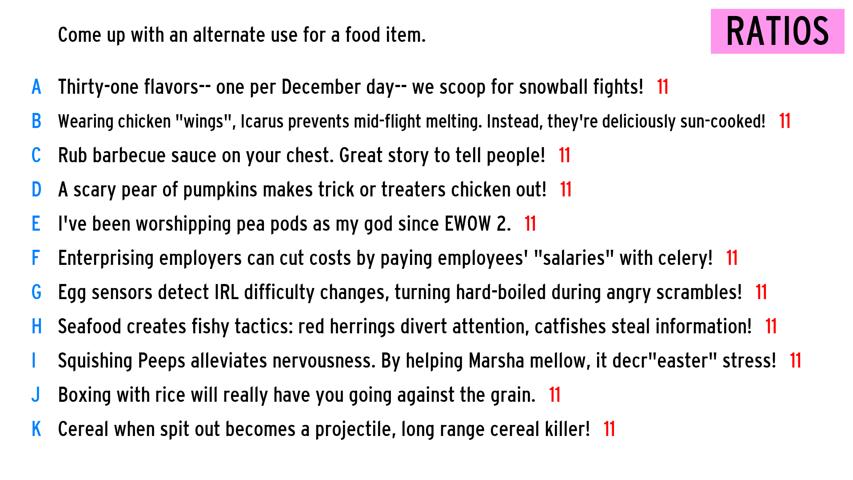 Come up with an alternate use for a food item.
RATIOS
A Thirty-one flavors-- one per December day-- we scoop for snowball fights! 11
B Wearing chicken "wings", Icarus prevents mid-flight melting. Instead, they're deliciously sun-cooked! 11
C Rub barbecue sauce on your chest. Great story to tell people! 11
D A scary pear of pumpkins makes trick or treaters chicken out! 11
E I've been worshipping pea pods as my god since EWOW 2. 11
F Enterprising employers can cut costs by paying employees' "salaries" with celery! 11
G Egg sensors detect IRL difficulty changes, turning hard-boiled during angry scrambles! 11
H Seafood creates fishy tactics: red herrings divert attention, catfishes steal information! 11
I Squishing Peeps alleviates nervousness. By helping Marsha mellow, it decr"easter" stress! 11
J Boxing with rice will really have you going against the grain. 11
K Cereal when spit out becomes a projectile, long range cereal killer! 11